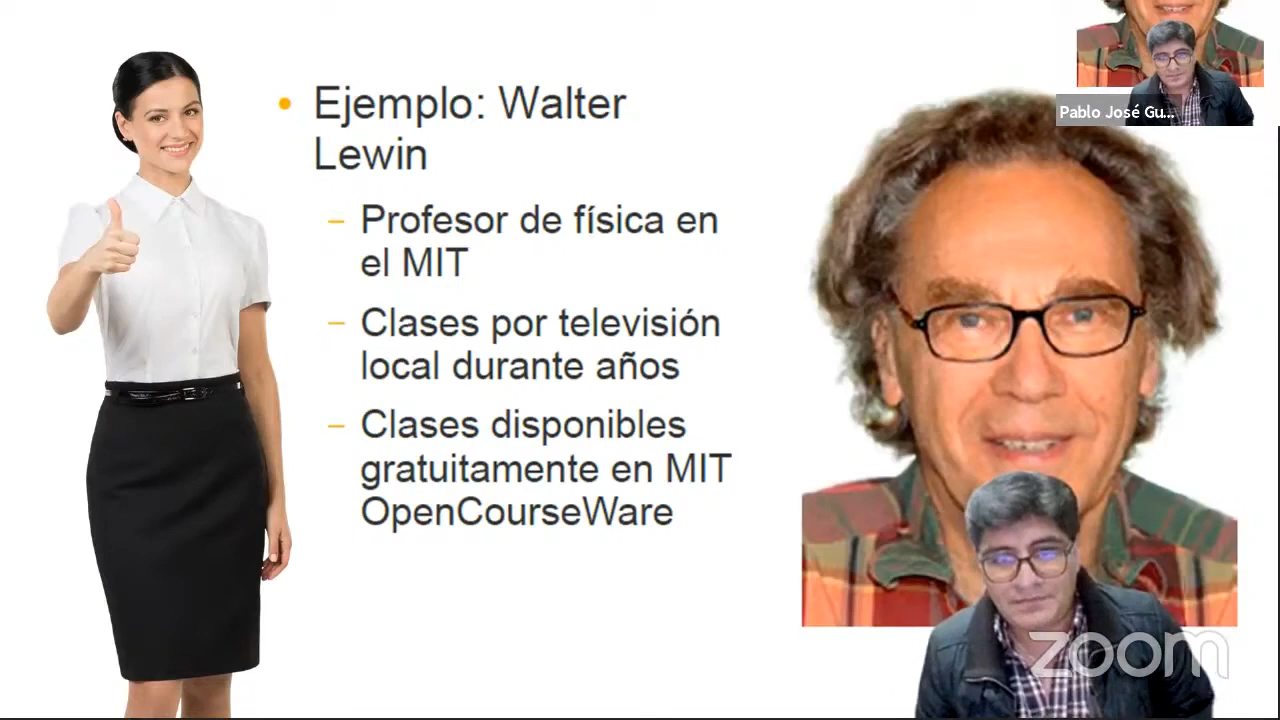 Pablo José Gu...
• Ejemplo: Walter
Lewin
– Profesor de física en
el MIT
– Clases por televisión
local durante años
– Clases disponibles
gratuitamente en MIT
OpenCourseWare
zoom